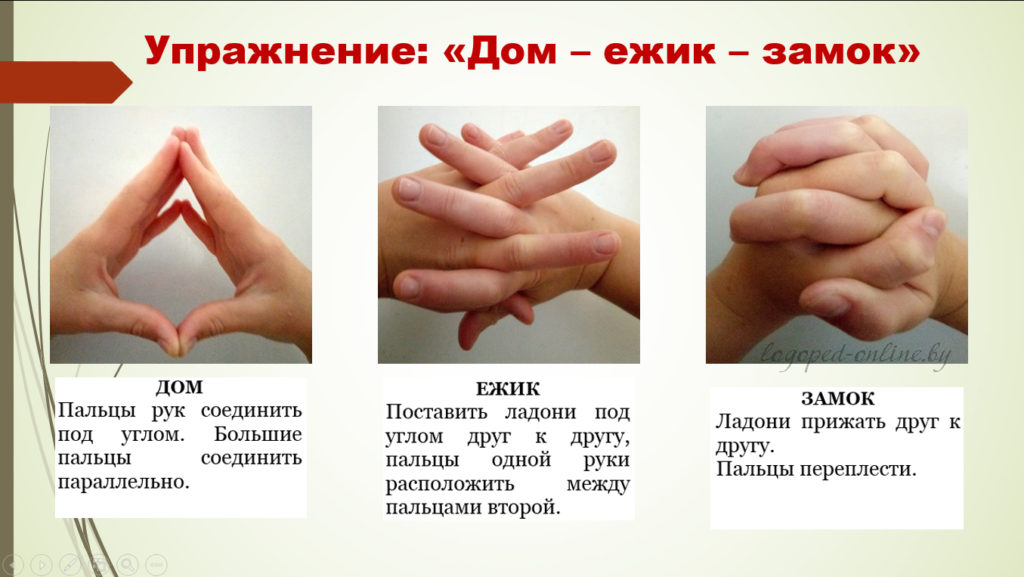 Упражнение: «Дом – ежик – замок»
ДОМ
Пальцы рук соединить
под углом. Большие
пальцы соединить
параллельно.
ЕЖИК
Поставить ладони под
углом друг к другу,
пальцы одной руки
расположить между
пальцами второй.
logoped-online.by
ЗАМОК
Ладони прижать друг к
другу.
Пальцы переплести.